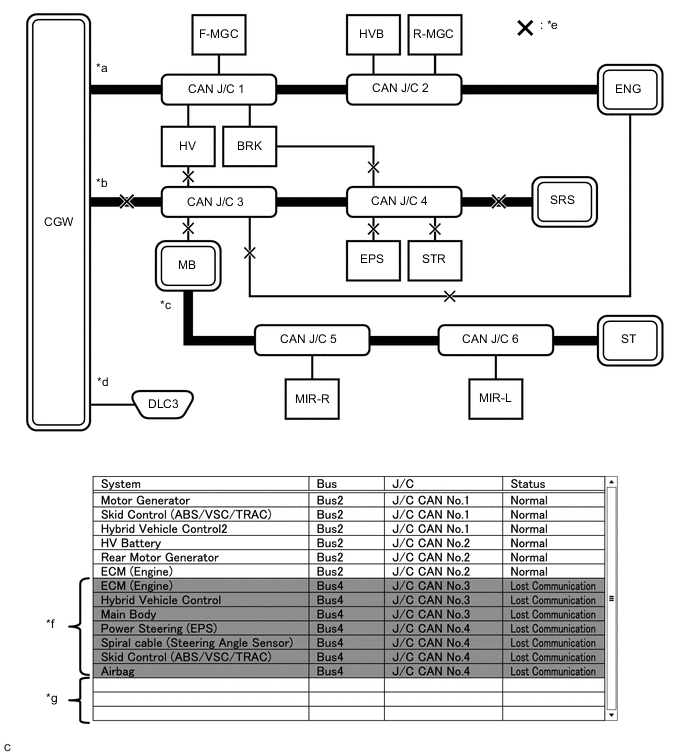 F-MGC
HVB
R-MGC
: *e
*a
CAN J/C 1
CAN J/C 2
ENG
HV
BRK
*b
CGW
CAN J/C 3
CAN J/C 4
SRS
MB
EPS
STR
*c
CAN J/C 5
CAN J/C 6
ST
*d
DLC3
MIR-R
MIR-L
System Bus J/C Status
Motor Generator Bus2 J/C CAN No.1 Normal
Skid Control (ABS/VSC/TRAC) Bus2 J/C CAN No.1 Normal
Hybrid Vehicle Control2 Bus2 J/C CAN No.1 Normal
HV Battery Bus2 J/C CAN No.2 Normal
Rear Motor Generator Bus2 J/C CAN No.2 Normal
ECM (Engine) Bus2 J/C CAN No.2 Normal
ECM (Engine) Bus4 J/C CAN No.3 Lost Communication
Hybrid Vehicle Control Bus4 J/C CAN No.3 Lost Communication
Main Body Bus4 J/C CAN No.3 Lost Communication
*f
Power Steering (EPS) Bus4 J/C CAN No.4 Lost Communication
Spiral cable (Steering Angle Sensor) Bus4 J/C CAN No.4 Lost Communication
Skid Control (ABS/VSC/TRAC) Bus4 J/C CAN No.4 Lost Communication
Airbag Bus4 J/C CAN No.4 Lost Communication
*g
C